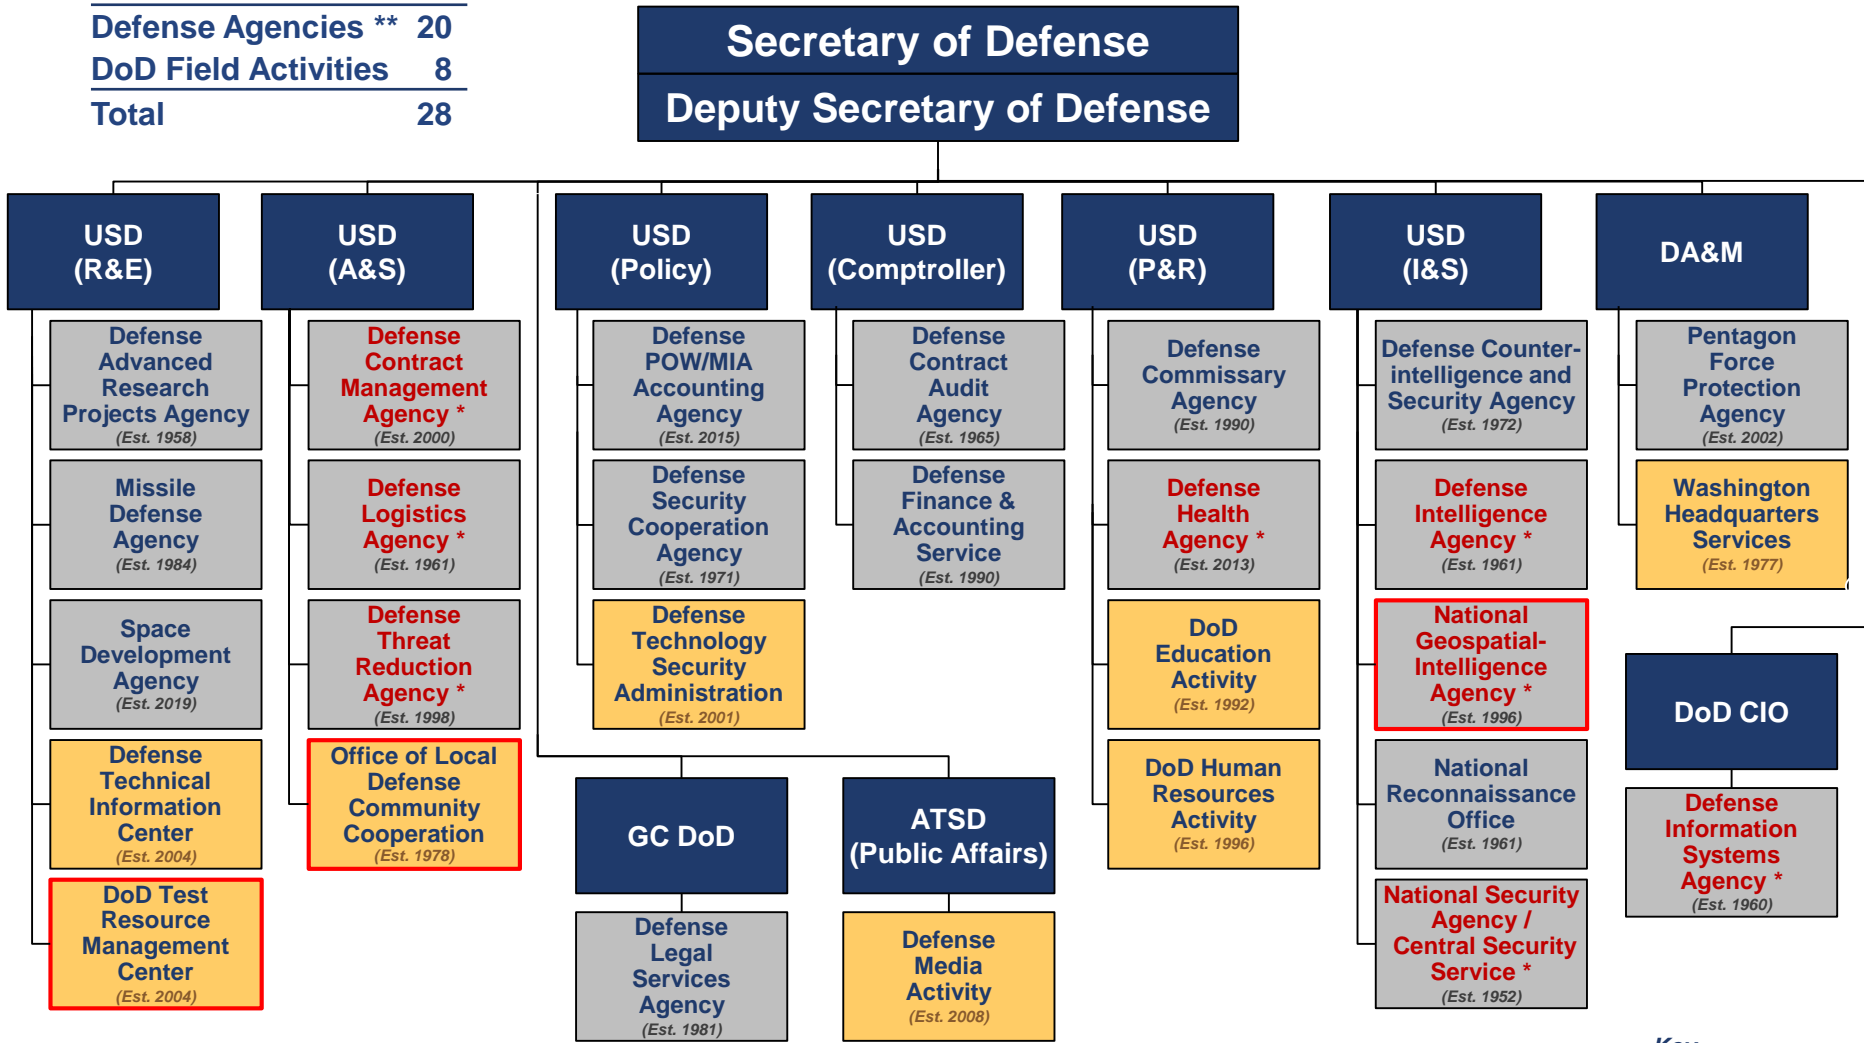 Defense Agencies ** 20
DoD Field Activities 8
Total 28
Secretary of Defense
Deputy Secretary of Defense
USD
(R&E)
Defense
Advanced
Research
Projects Agency
(Est. 1958)
Missile
Defense
Agency
(Est. 1984)
Space
Development
Agency
(Est. 2019)
Defense
Technical
Information
Center
(Est. 2004)
DoD Test
Resource
Management
Center
(Est. 2004)
USD
(A&S)
Defense
Contract
Management
Agency *
(Est. 2000)
Defense
Logistics
Agency *
(Est. 1961)
Defense
Threat
Reduction
Agency *
(Est. 1998)
Office of Local
Defense
Community
Cooperation
(Est. 1978)
USD
(Policy)
Defense
POW/MIA
Accounting
Agency
(Est. 2015)
Defense
Security
Cooperation
Agency
(Est. 1971)
Defense
Technology
Security
Administration
(Est. 2001)
GC DoD
Defense
Legal
Services
Agency
(Est. 1981)
USD
(Comptroller)
Defense
Contract
Audit
Agency
(Est. 1965)
Defense
Finance &
Accounting
Service
(Est. 1990)
ATSD
(Public Affairs)
Defense
Media
Activity
(Est. 2008)
USD
(P&R)
Defense
Commissary
Agency
(Est. 1990)
Defense
Health
Agency *
(Est. 2013)
DoD
Education
Activity
(Est. 1992)
DoD Human
Resources
Activity
(Est. 1996)
USD
(I&S)
Defense Counter-
intelligence and
Security Agency
(Est. 1972)
Defense
Intelligence
Agency *
(Est. 1961)
National
Geospatial-
Intelligence
Agency *
(Est. 1996)
National
Reconnaissance
Office
(Est. 1961)
National Security
Agency /
Central Security
Service *
(Est. 1952)
DA&M
Pentagon
Force
Protection
Agency
(Est. 2002)
Washington
Headquarters
Services
(Est. 1977)
DoD CIO
Defense
Information
Systems
Agency *
(Est. 1960)